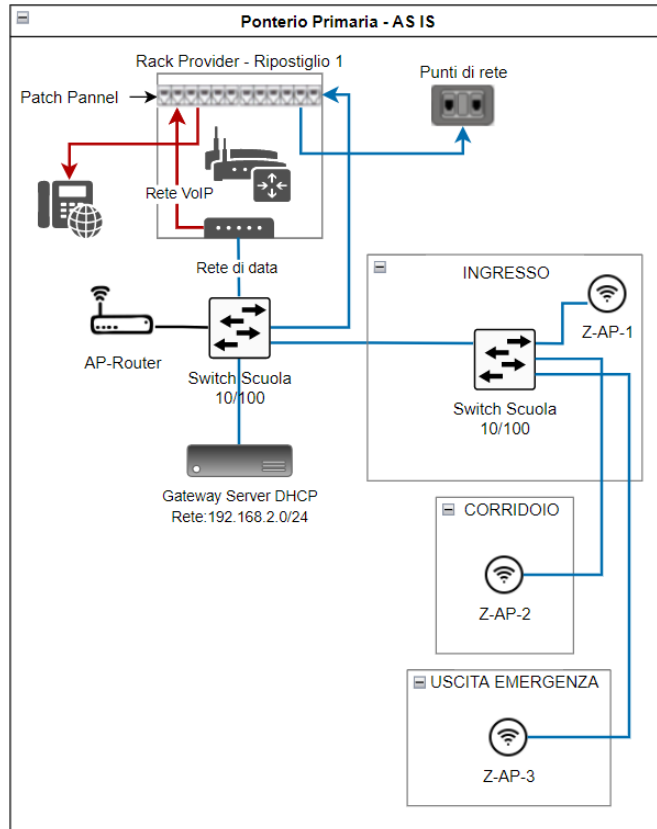 Ponterio Primaria - AS IS
Rack Provider - Ripostiglio 1
Punti di rete
Patch Pannel
Rete VoIP
Rete di data
INGRESSO
AP-Router
Z-AP-1
Switch Scuola
10/100
Switch Scuola
10/100
Gateway Server DHCP
Rete:192.168.2.0/24
CORRIDOIO
Z-AP-2
USCITA EMERGENZA
Z-AP-3